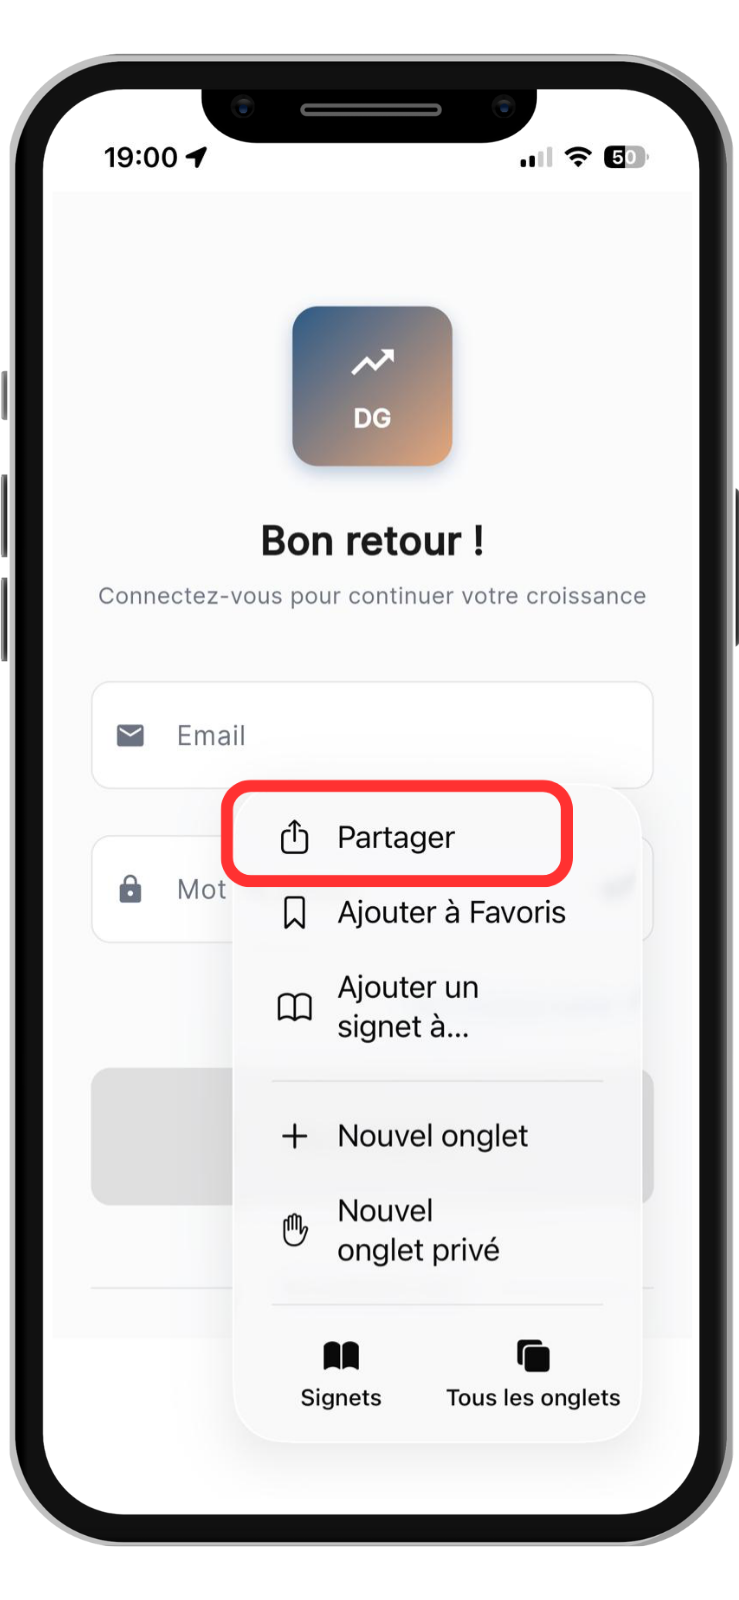 19:00
50
DG
Bon retour !
Connectez-vous pour continuer votre croissance
Email
Partager
Mot
Ajouter à Favoris
Ajouter un
signet à...
Nouvel onglet
Nouvel
onglet privé
Signets
Tous les onglets